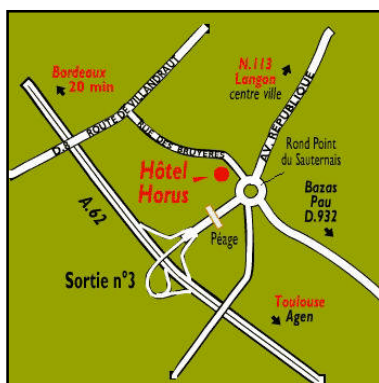 Bordeaux
20 min
N.113
Langon
centre ville
D.8 ROUTE DE VILLANDRAUT
RUE DES BRUYERES
AV. REPUBLIQUE
Rond Point
du Sauternais
Hôtel
Horus
Bazas
Pau
D.932
A.62
Péage
Sortie n°3
Toulouse
Agen